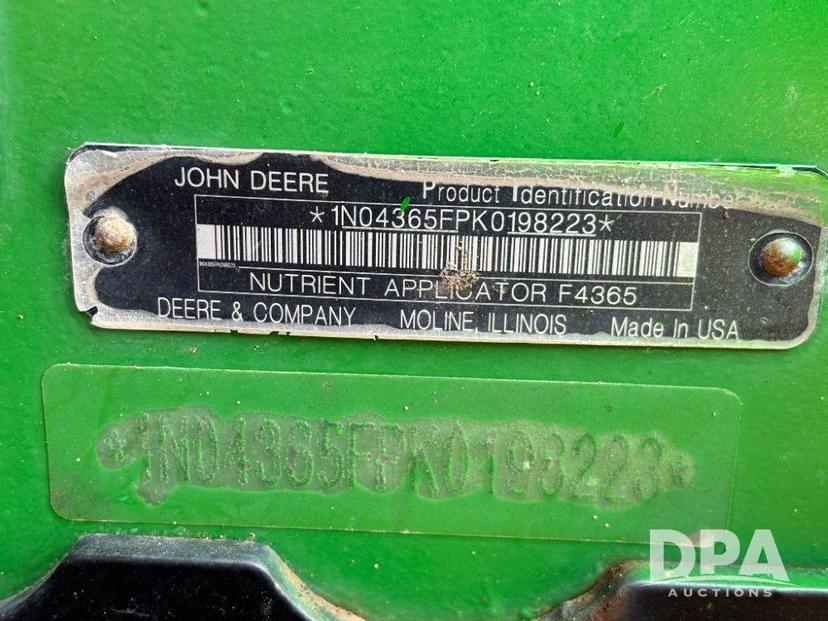 JOHN DEERE Product Identification Number
*1N04365FPK0198223*
NUTRIENT APPLICATOR F4365
DEERE & COMPANY MOLINE, ILLINOIS Made In USA
*1N04365FPK0198223*
DPA
AUCTIONS